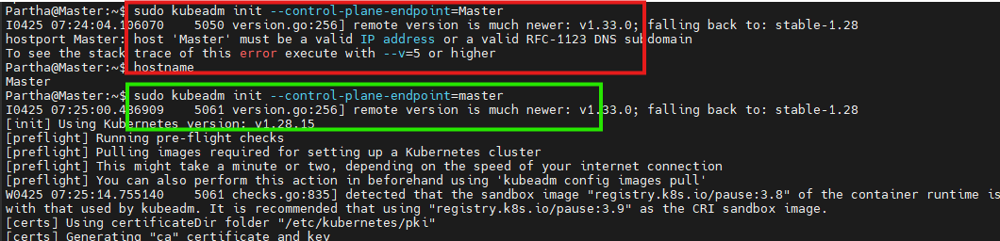 Partha@Master:~$ sudo kubeadm init --control-plane-endpoint=Master
I0425 07:24:04.106070    5050 version.go:256] remote version is much newer: v1.33.0; falling back to: stable-1.28
hostport Master: host 'Master' must be a valid IP address or a valid RFC-1123 DNS subdomain
To see the stack trace of this error execute with --v=5 or higher
Partha@Master:~$ hostname
Master
Partha@Master:~$ sudo kubeadm init --control-plane-endpoint=master
I0425 07:25:00.436909    5061 version.go:256] remote version is much newer: v1.33.0; falling back to: stable-1.28
[init] Using Kubernetes version: v1.28.15
[preflight] Running pre-flight checks
[preflight] Pulling images required for setting up a Kubernetes cluster
[preflight] This might take a minute or two, depending on the speed of your internet connection
[preflight] You can also perform this action in beforehand using 'kubeadm config images pull'
W0425 07:25:14.755140    5061 checks.go:835] detected that the sandbox image "registry.k8s.io/pause:3.8" of the container runtime is
with that used by kubeadm. It is recommended that using "registry.k8s.io/pause:3.9" as the CRI sandbox image.
[certs] Using certificateDir folder "/etc/kubernetes/pki"
[certs] Generating "ca" certificate and key